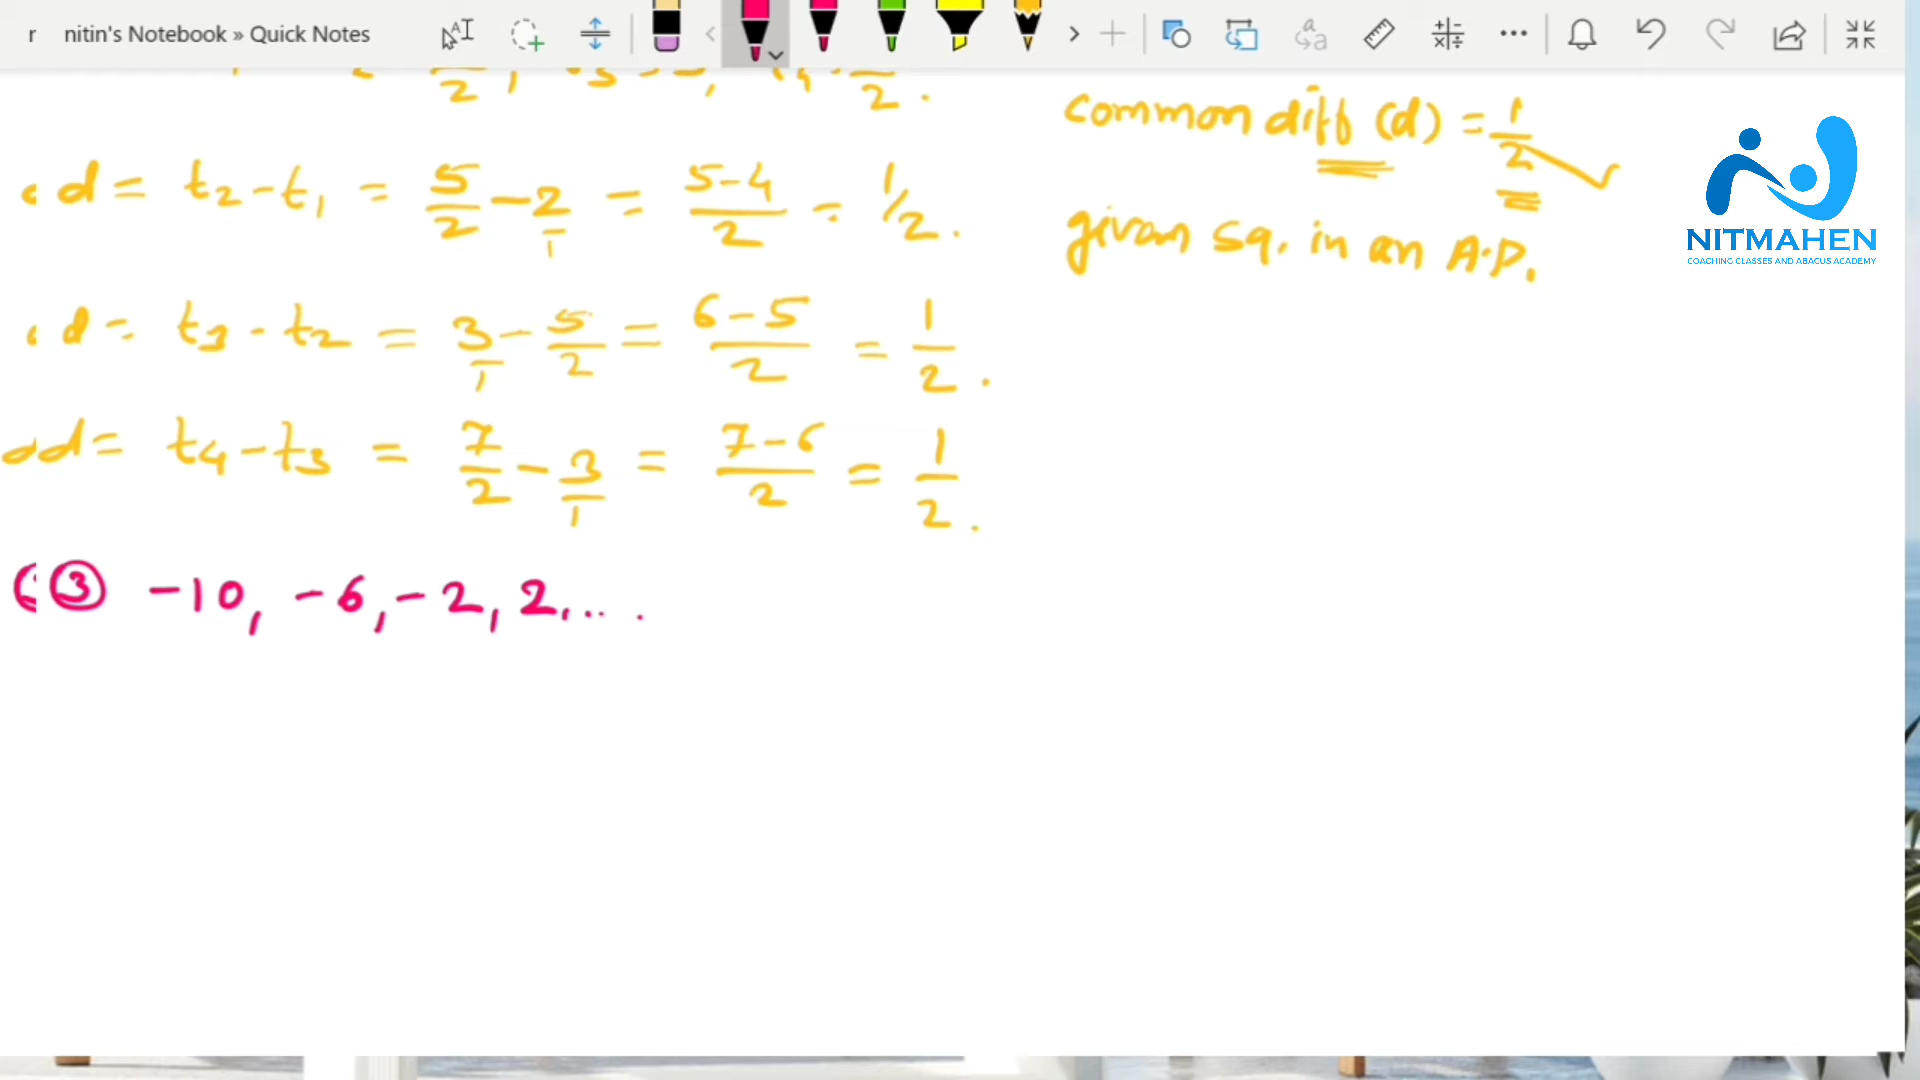 nitin's Notebook » Quick Notes
common diff (d) = 1/2
d = t2 - t1 = 5/2 - 2/1 = 5-4/2 = 1/2.
given sq. in an A.P.
NITMAHEN
COACHING CLASSES AND ABACUS ACADEMY
d = t3 - t2 = 3/1 - 5/2 = 6-5/2 = 1/2.
d = t4 - t3 = 7/2 - 3/1 = 7-6/2 = 1/2.
③ -10, -6, -2, 2, ....